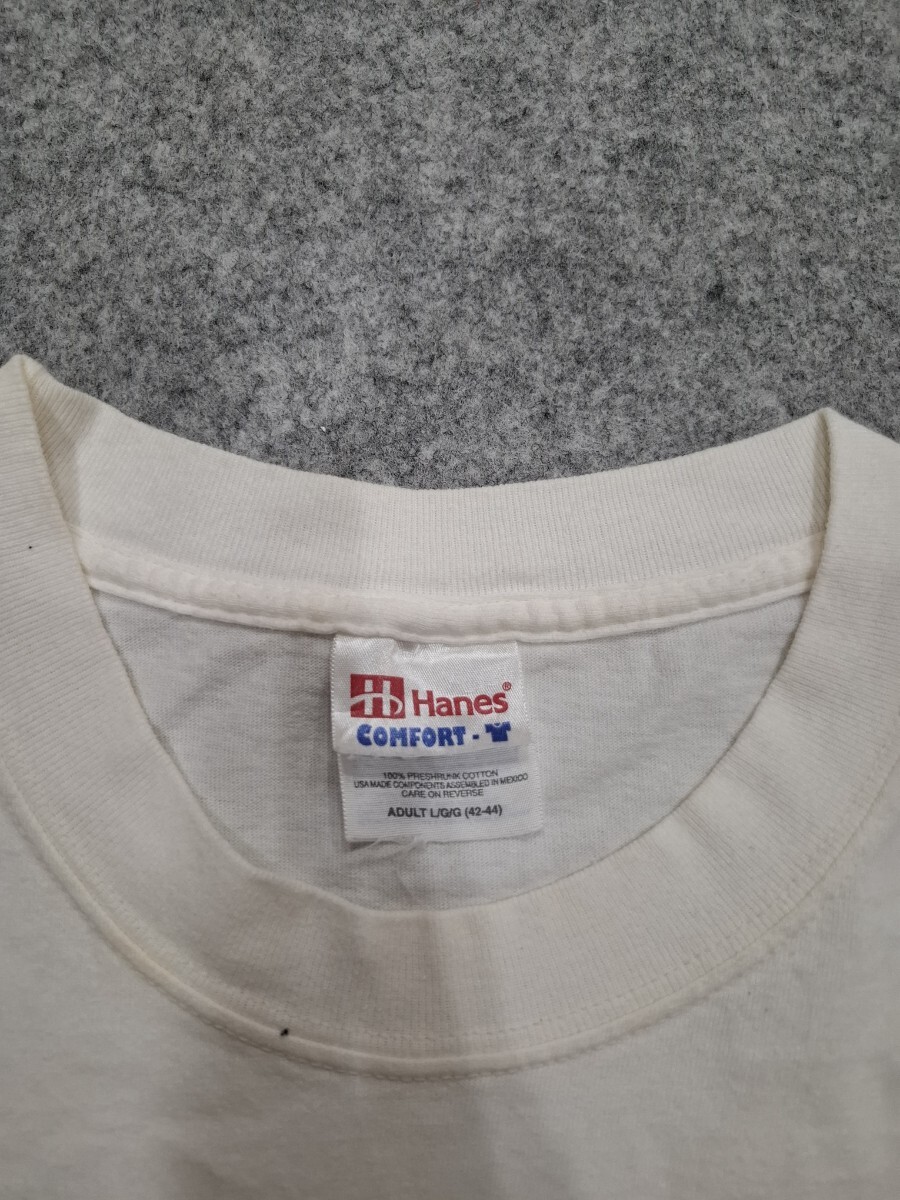 Hanes®
COMFORT -
100% PRESHRUNK COTTON
USA MADE COMPONENTS ASSEMBLED IN MEXICO
CARE ON REVERSE
ADULT L/G/G (42-44)